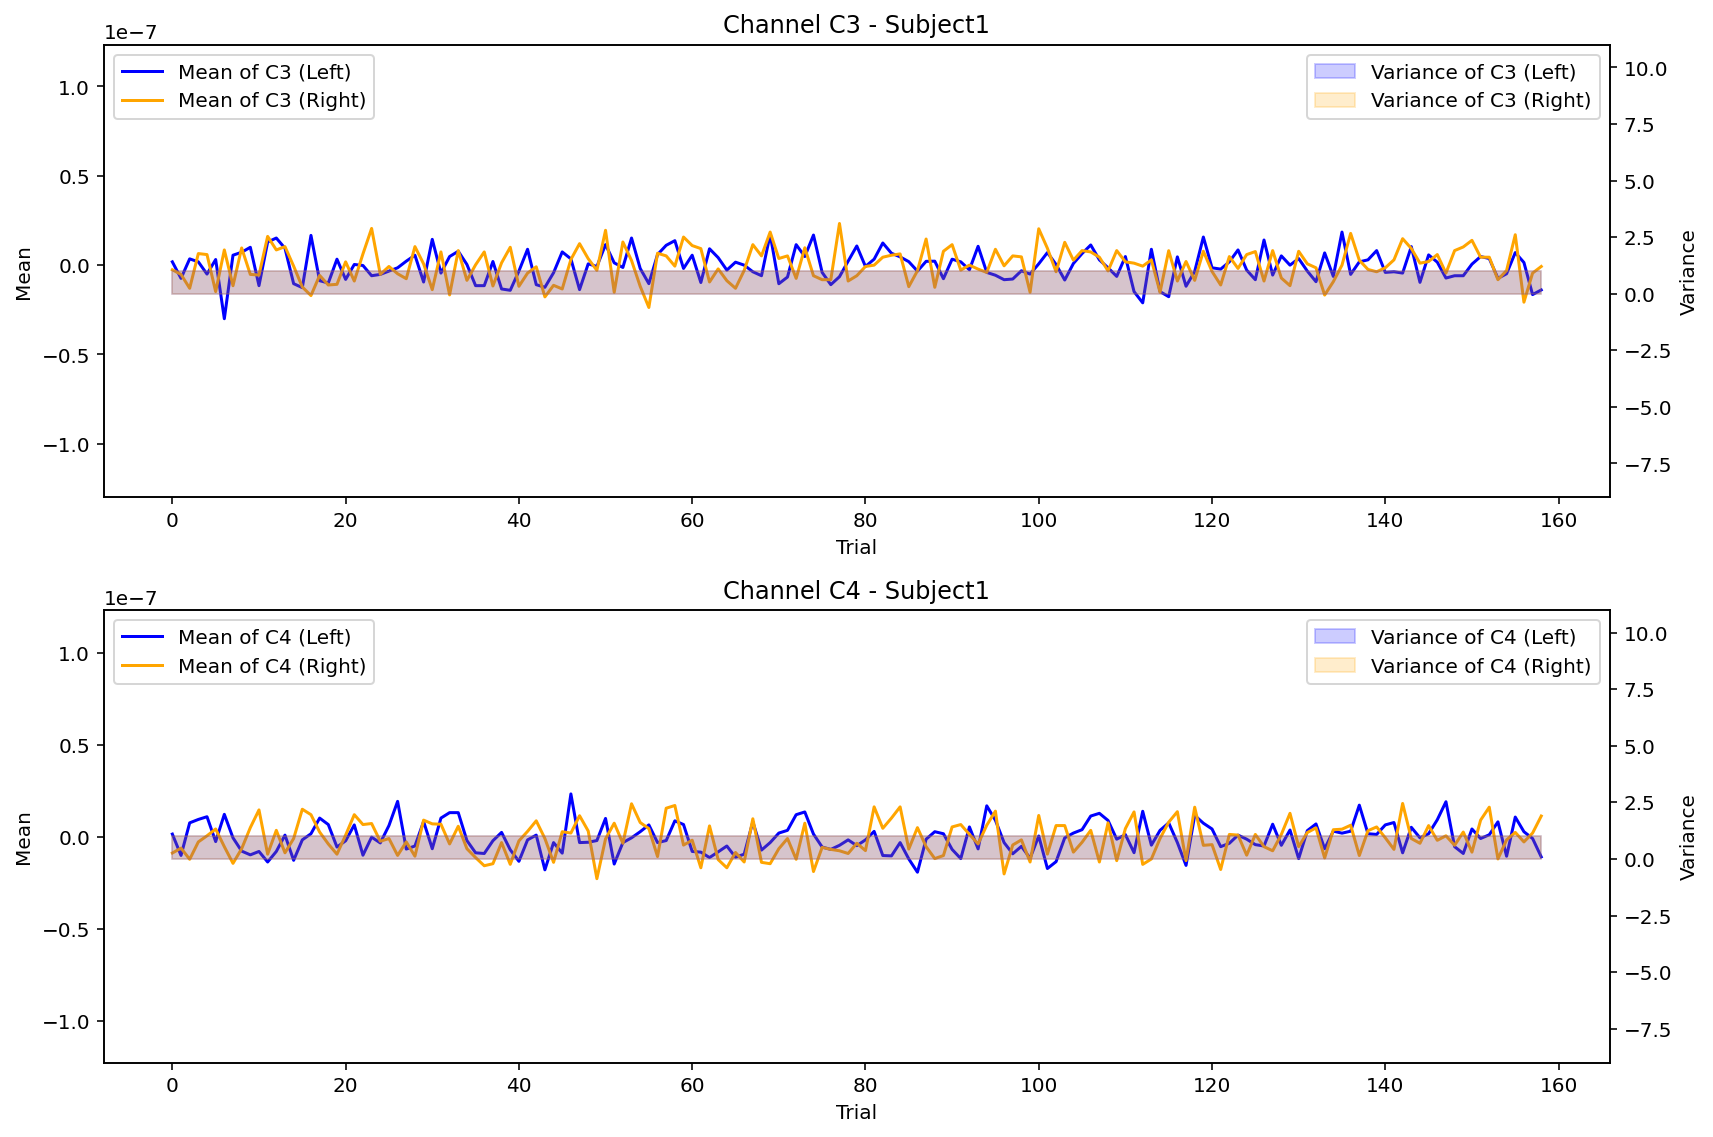 Channel C3 - Subject1
1e−7
Mean of C3 (Left)
Mean of C3 (Right)
Variance of C3 (Left)
Variance of C3 (Right)
1.0
0.5
0.0
−0.5
−1.0
Mean
10.0
7.5
5.0
2.5
0.0
−2.5
−5.0
−7.5
Variance
0 20 40 60 80 100 120 140 160
Trial
Channel C4 - Subject1
1e−7
Mean of C4 (Left)
Mean of C4 (Right)
Variance of C4 (Left)
Variance of C4 (Right)
1.0
0.5
0.0
−0.5
−1.0
Mean
10.0
7.5
5.0
2.5
0.0
−2.5
−5.0
−7.5
Variance
0 20 40 60 80 100 120 140 160
Trial